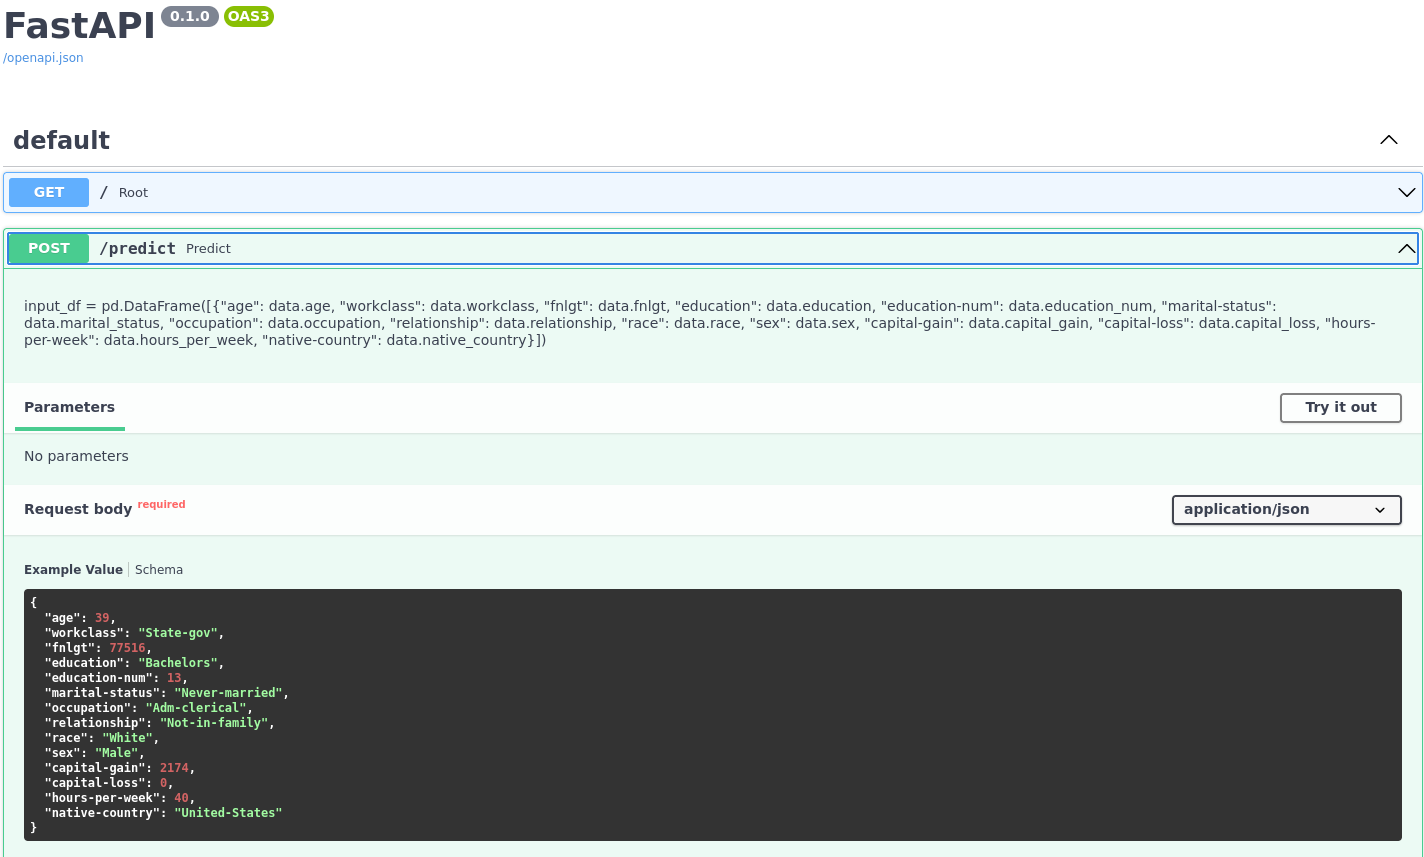 FastAPI 0.1.0 OAS3
/openapi.json
default
GET / Root
POST /predict Predict
input_df = pd.DataFrame([{"age": data.age, "workclass": data.workclass, "fnlgt": data.fnlgt, "education": data.education, "education-num": data.education_num, "marital-status":
data.marital_status, "occupation": data.occupation, "relationship": data.relationship, "race": data.race, "sex": data.sex, "capital-gain": data.capital_gain, "capital-loss": data.capital_loss, "hours-
per-week": data.hours_per_week, "native-country": data.native_country}])
Parameters
Try it out
No parameters
Request body required
application/json
Example Value Schema
{
"age": 39,
"workclass": "State-gov",
"fnlgt": 77516,
"education": "Bachelors",
"education-num": 13,
"marital-status": "Never-married",
"occupation": "Adm-clerical",
"relationship": "Not-in-family",
"race": "White",
"sex": "Male",
"capital-gain": 2174,
"capital-loss": 0,
"hours-per-week": 40,
"native-country": "United-States"
}